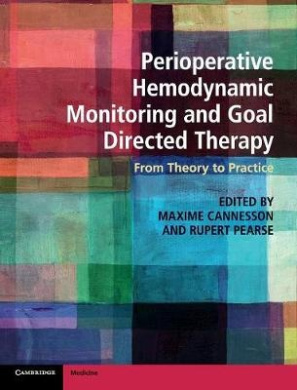 Perioperative
Hemodynamic
Monitoring and Goal
Directed Therapy
From Theory to Practice
EDITED BY
MAXIME CANNESSON
AND RUPERT PEARSE
CAMBRIDGE
Medicine